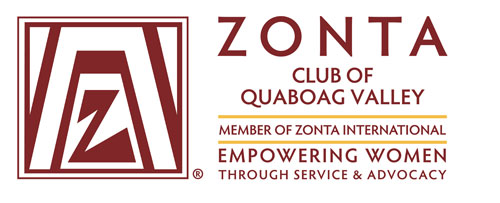 ZONTA
CLUB OF
QUABOAG VALLEY
MEMBER OF ZONTA INTERNATIONAL
EMPOWERING WOMEN
THROUGH SERVICE & ADVOCACY
®